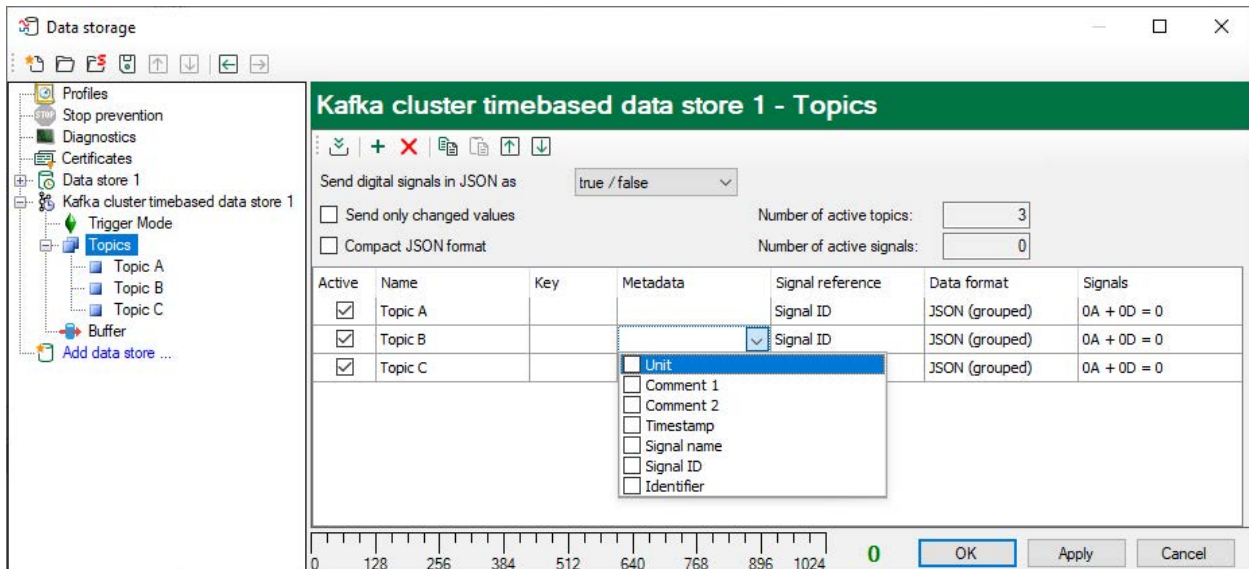 Data storage
Profiles
STOP Stop prevention
Diagnostics
Certificates
Data store 1
Kafka cluster timebased data store 1
Trigger Mode
Topics
Topic A
Topic B
Topic C
Buffer
Add data store ...
Kafka cluster timebased data store 1 - Topics
Send digital signals in JSON as true / false
Send only changed values Number of active topics: 3
Compact JSON format Number of active signals: 0
Active Name Key Metadata Signal reference Data format Signals
Topic A Signal ID JSON (grouped) 0A + 0D = 0
Topic B Signal ID JSON (grouped) 0A + 0D = 0
Topic C JSON (grouped) 0A + 0D = 0
Unit
Comment 1
Comment 2
Timestamp
Signal name
Signal ID
Identifier
0 128 256 384 512 640 768 896 1024 0 OK Apply Cancel